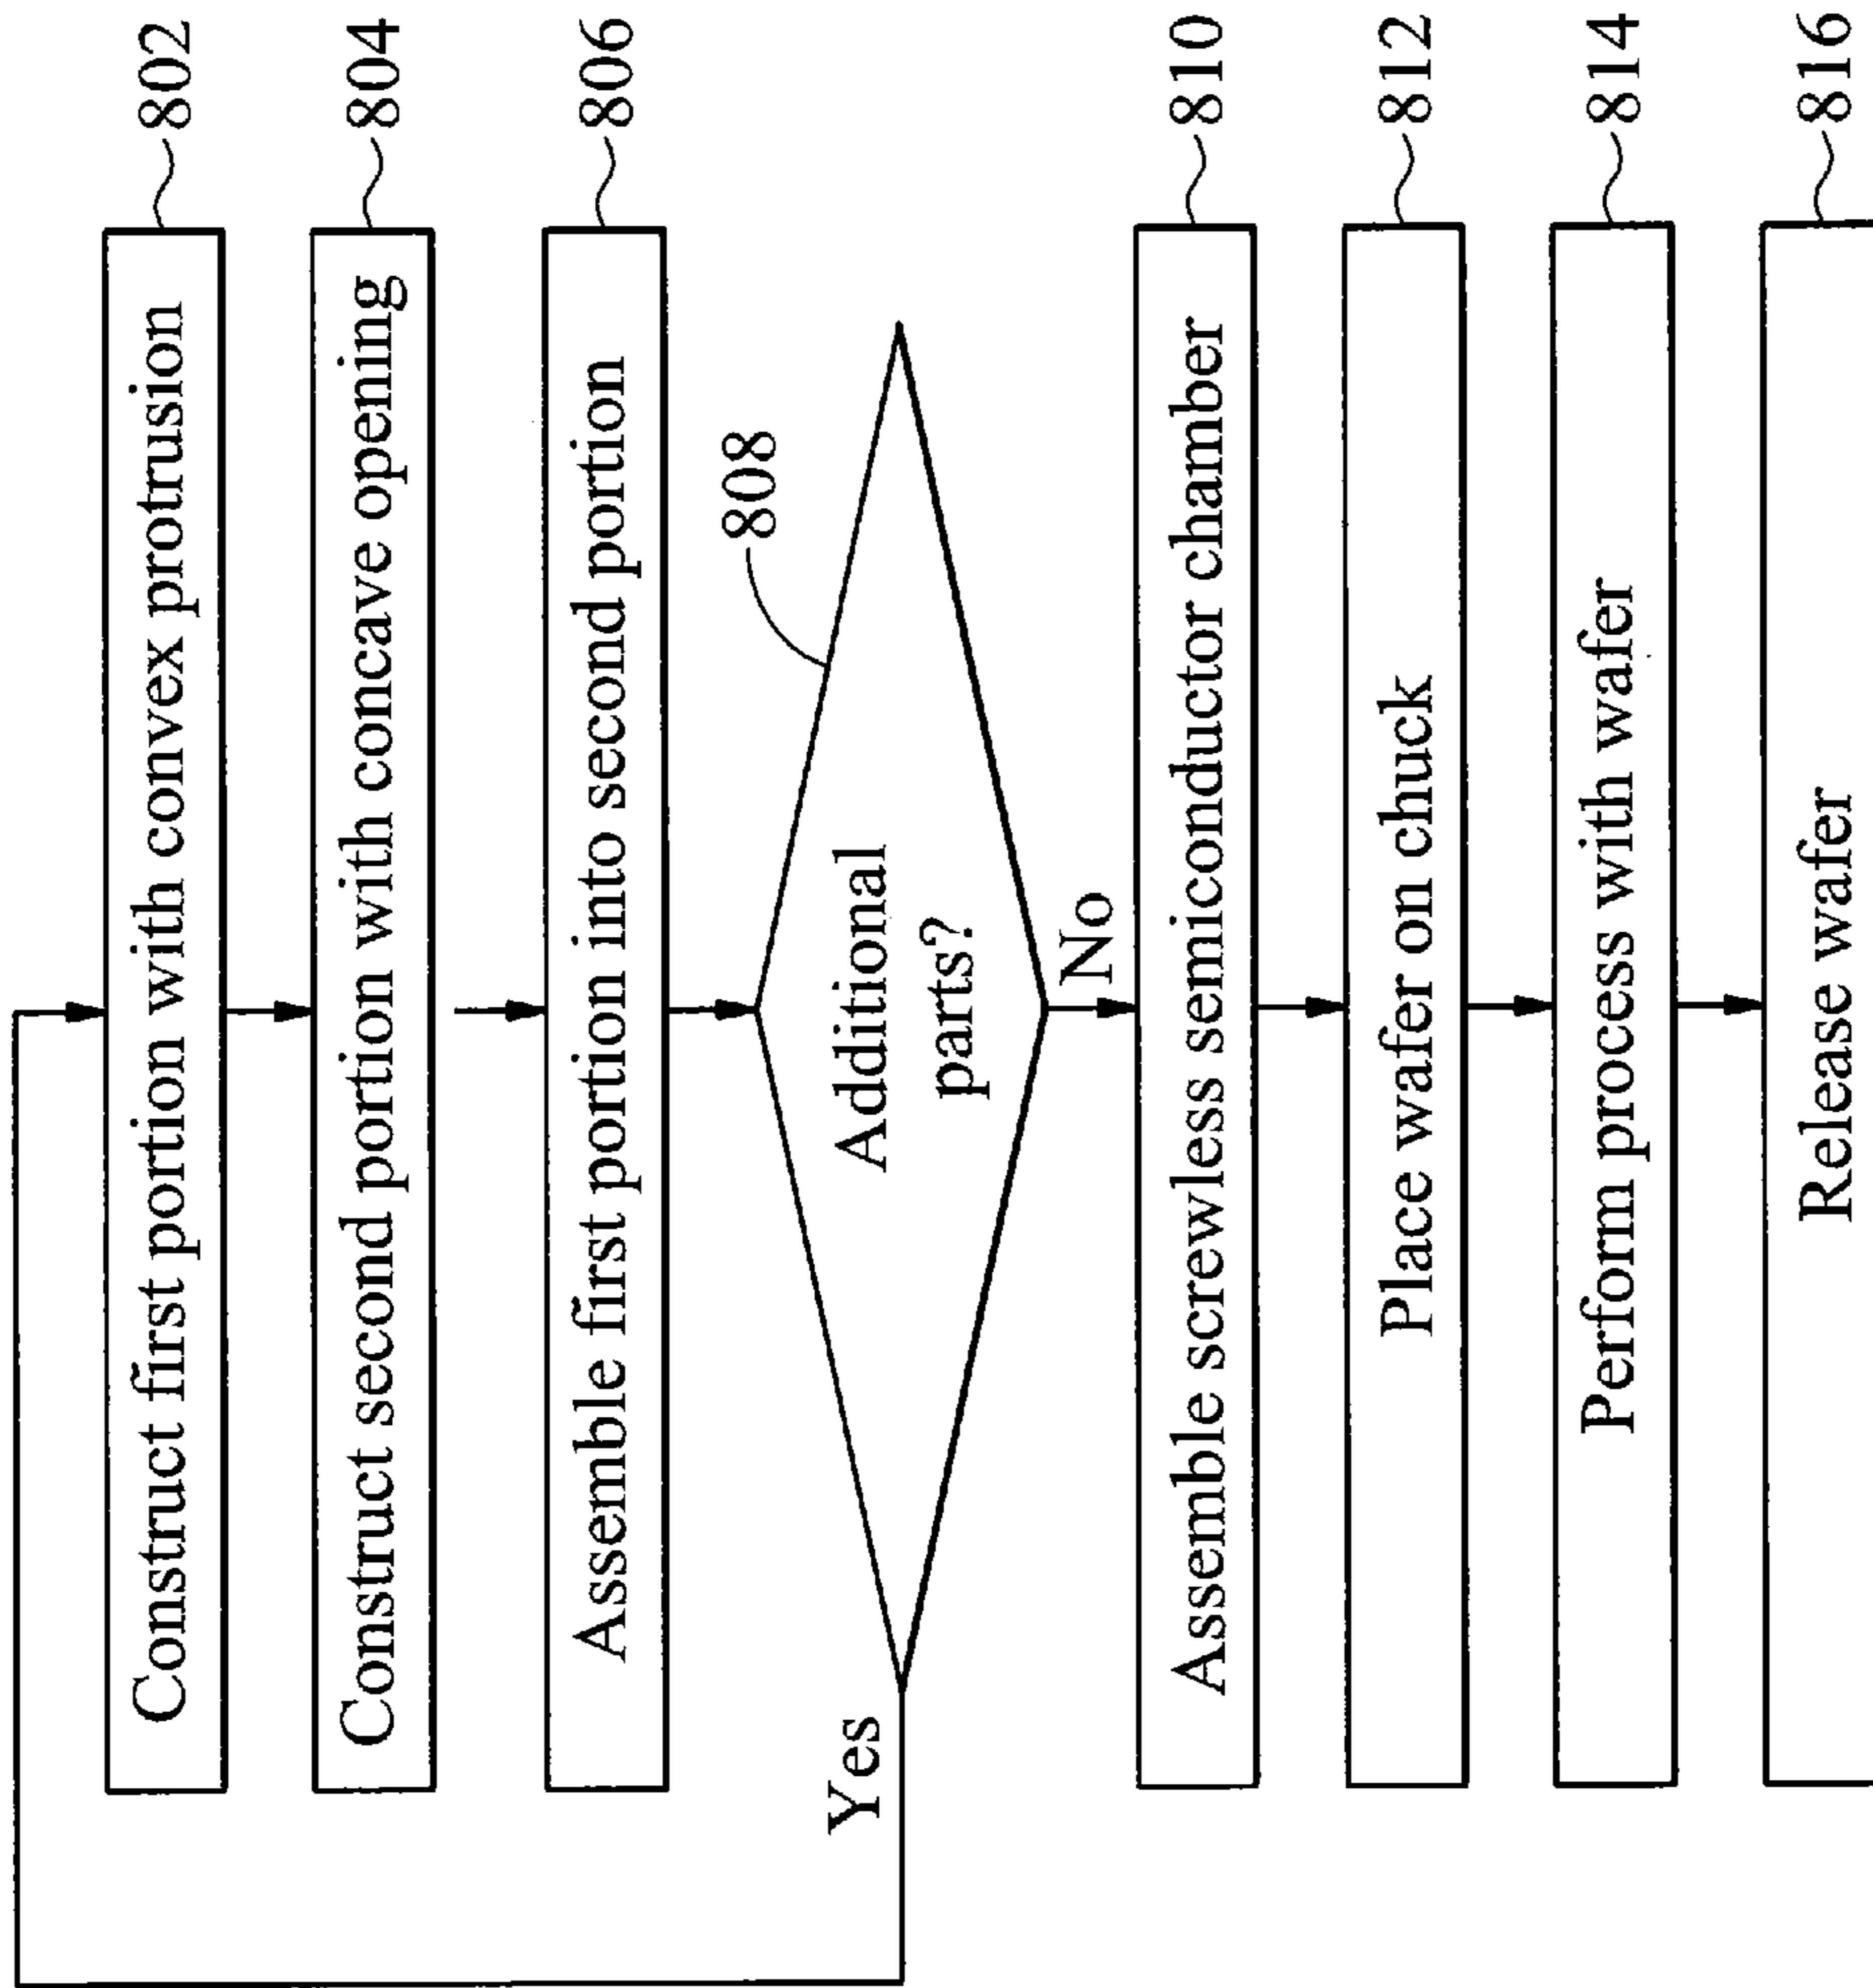 Construct first portion with convex protrusion
802
Construct second portion with concave opening
804
Assemble first portion into second portion
806
808
Additional
parts?
Yes
No
Assemble screwless semiconductor chamber
810
Place wafer on chuck
812
Perform process with wafer
814
Release wafer
816